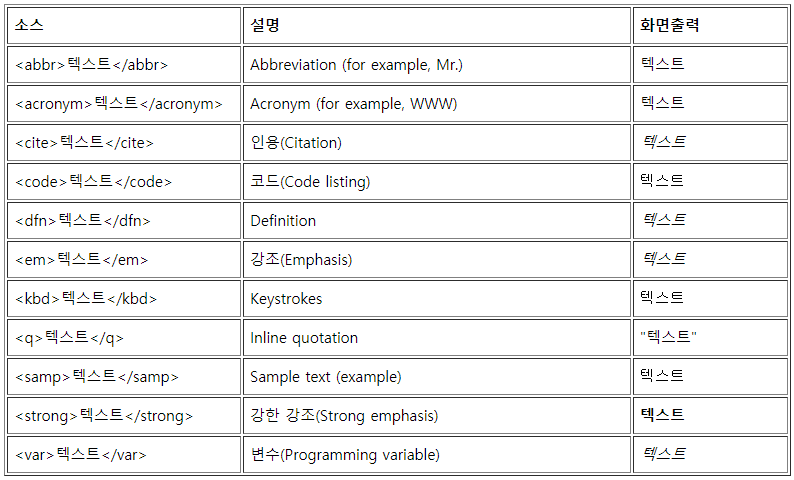 소스 설명 화면출력
<abbr>텍스트</abbr> Abbreviation (for example, Mr.) 텍스트
<acronym>텍스트</acronym> Acronym (for example, WWW) 텍스트
<cite>텍스트</cite> 인용(Citation) 텍스트
<code>텍스트</code> 코드(Code listing) 텍스트
<dfn>텍스트</dfn> Definition 텍스트
<em>텍스트</em> 강조(Emphasis) 텍스트
<kbd>텍스트</kbd> Keystrokes 텍스트
<q>텍스트</q> Inline quotation "텍스트"
<samp>텍스트</samp> Sample text (example) 텍스트
<strong>텍스트</strong> 강한 강조(Strong emphasis) 텍스트
<var>텍스트</var> 변수(Programming variable) 텍스트